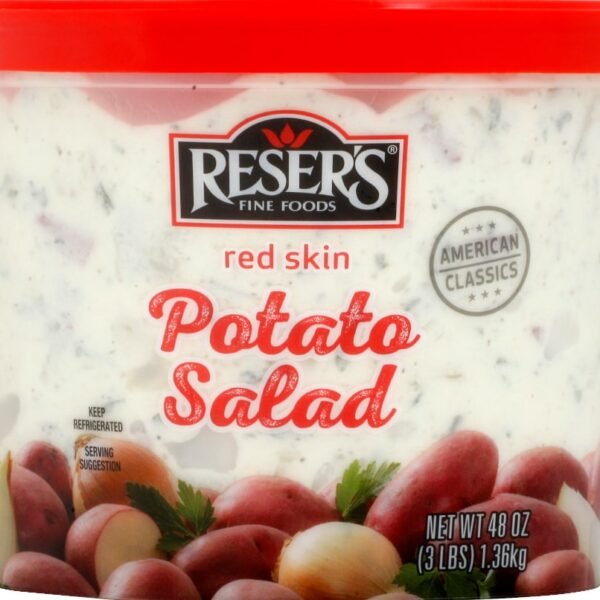 RESER'S®
FINE FOODS
red skin
Potato
Salad
AMERICAN
CLASSICS
KEEP
REFRIGERATED
SERVING
SUGGESTION
NET WT 48 OZ
(3 LBS) 1.36kg